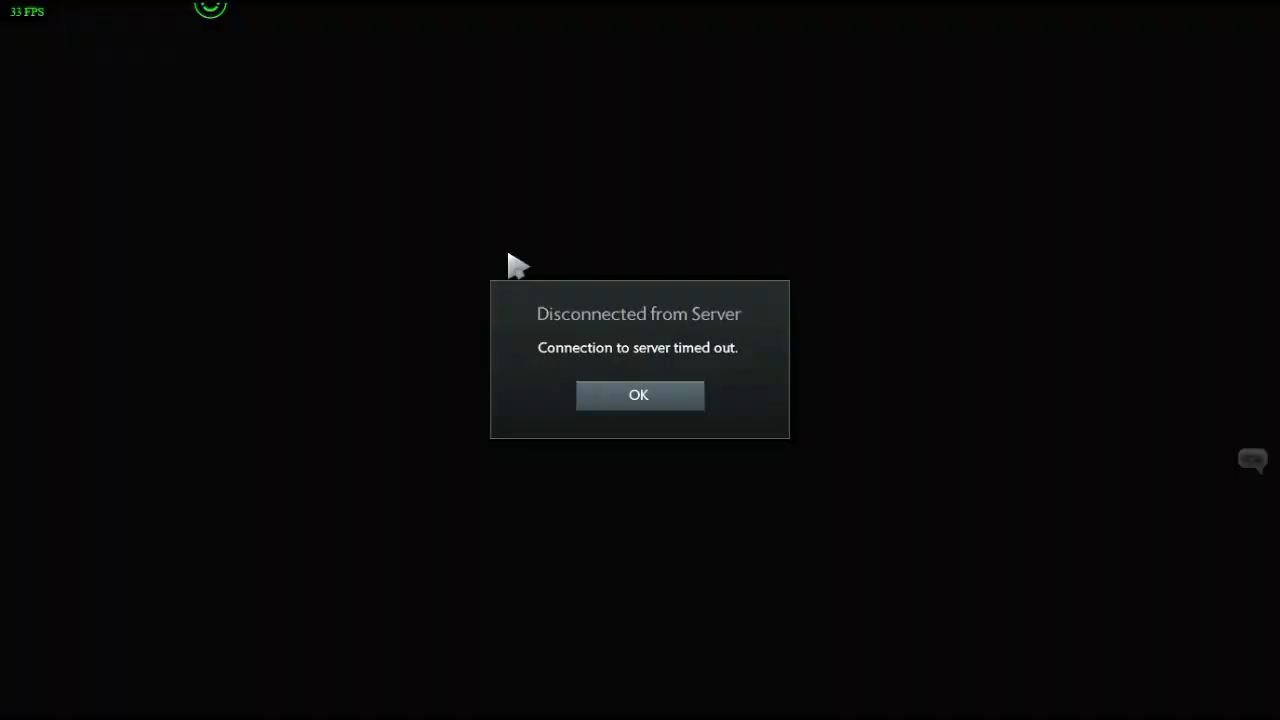 33 FPS
Disconnected from Server
Connection to server timed out.
OK